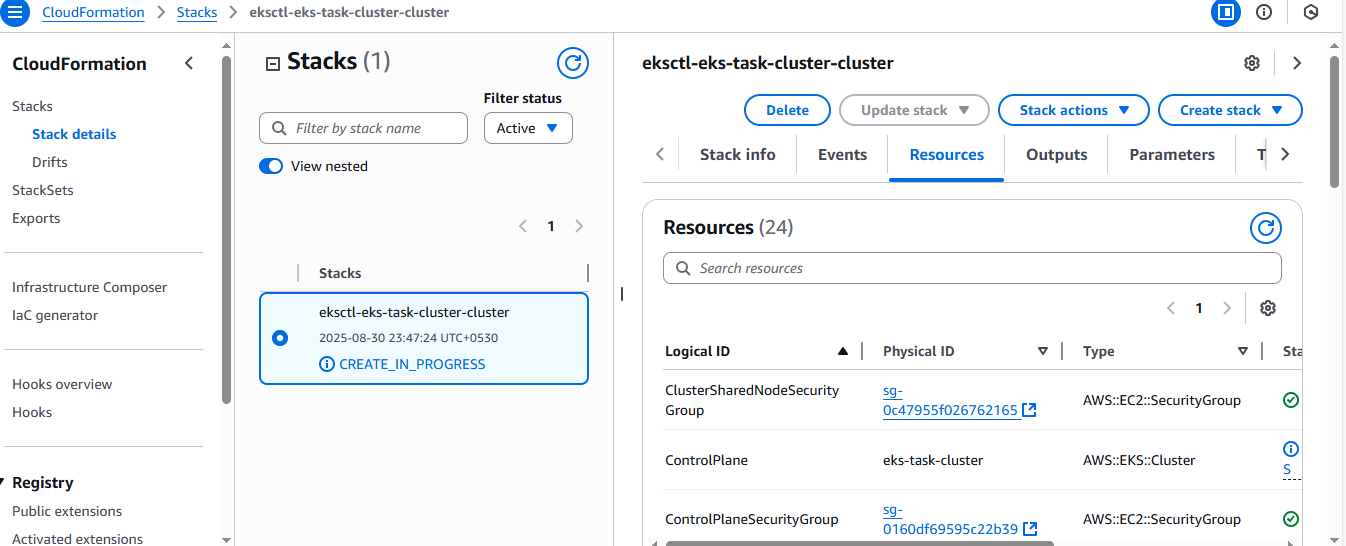 CloudFormation
Stacks
eksctl-eks-task-cluster-cluster
CloudFormation
Stacks
Stack details
Drifts
StackSets
Exports
Infrastructure Composer
IaC generator
Hooks overview
Hooks
Registry
Public extensions
Activated extensions
Stacks (1)
Filter status
Filter by stack name
Active
View nested
1
Stacks
eksctl-eks-task-cluster-cluster
2025-08-30 23:47:24 UTC+0530
CREATE_IN_PROGRESS
eksctl-eks-task-cluster-cluster
Delete
Update stack
Stack actions
Create stack
Stack info
Events
Resources
Outputs
Parameters
T
Resources (24)
Search resources
1
Logical ID
Physical ID
Type
Sta
ClusterSharedNodeSecurity
Group
sg-
0c47955f026762165
AWS::EC2::SecurityGroup
ControlPlane
eks-task-cluster
AWS::EKS::Cluster
S
ControlPlaneSecurityGroup
sg-
0160df69595c22b39
AWS::EC2::SecurityGroup